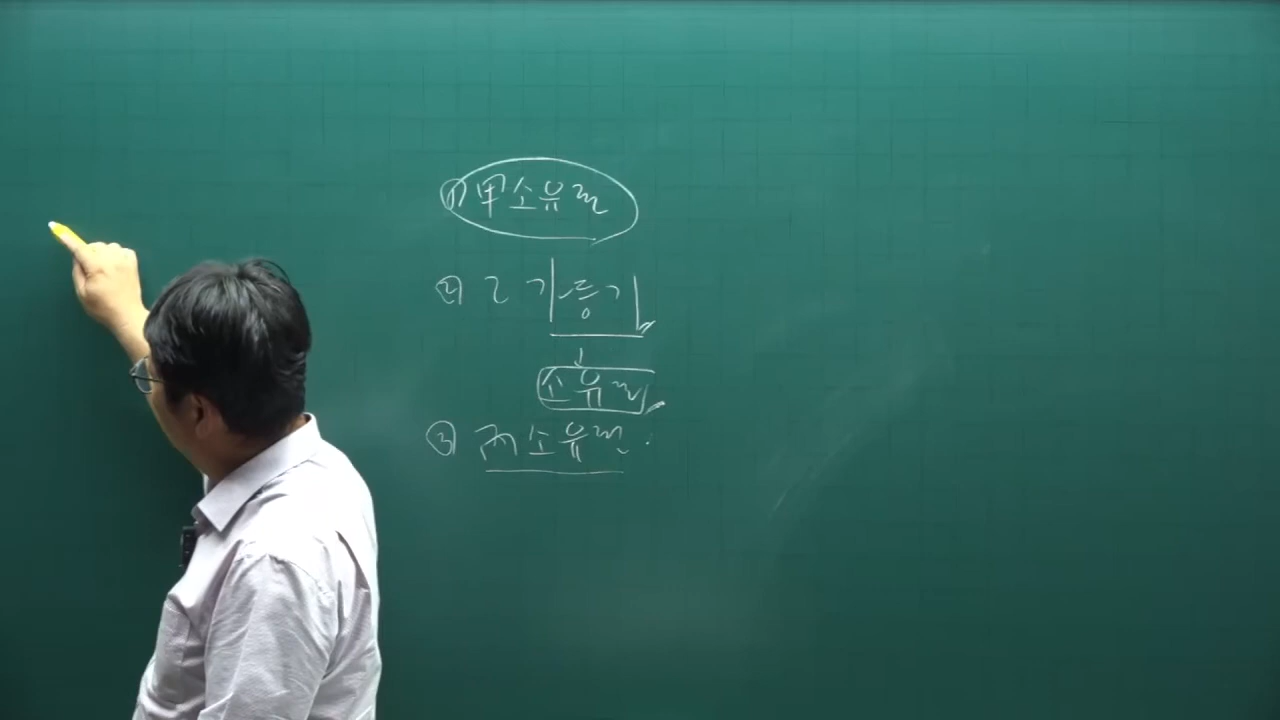 ① 甲소유권
② 乙 가등기
↓
소유권
③ 丙소유권